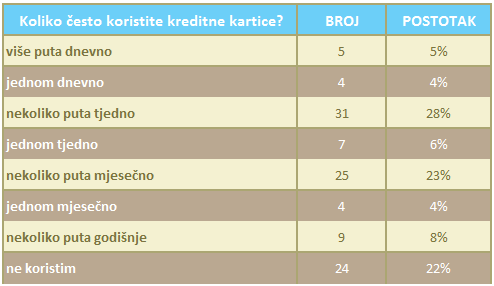 Koliko često koristite kreditne kartice? BROJ POSTOTAK
više puta dnevno 5 5%
jednom dnevno 4 4%
nekoliko puta tjedno 31 28%
jednom tjedno 7 6%
nekoliko puta mjesečno 25 23%
jednom mjesečno 4 4%
nekoliko puta godišnje 9 8%
ne koristim 24 22%